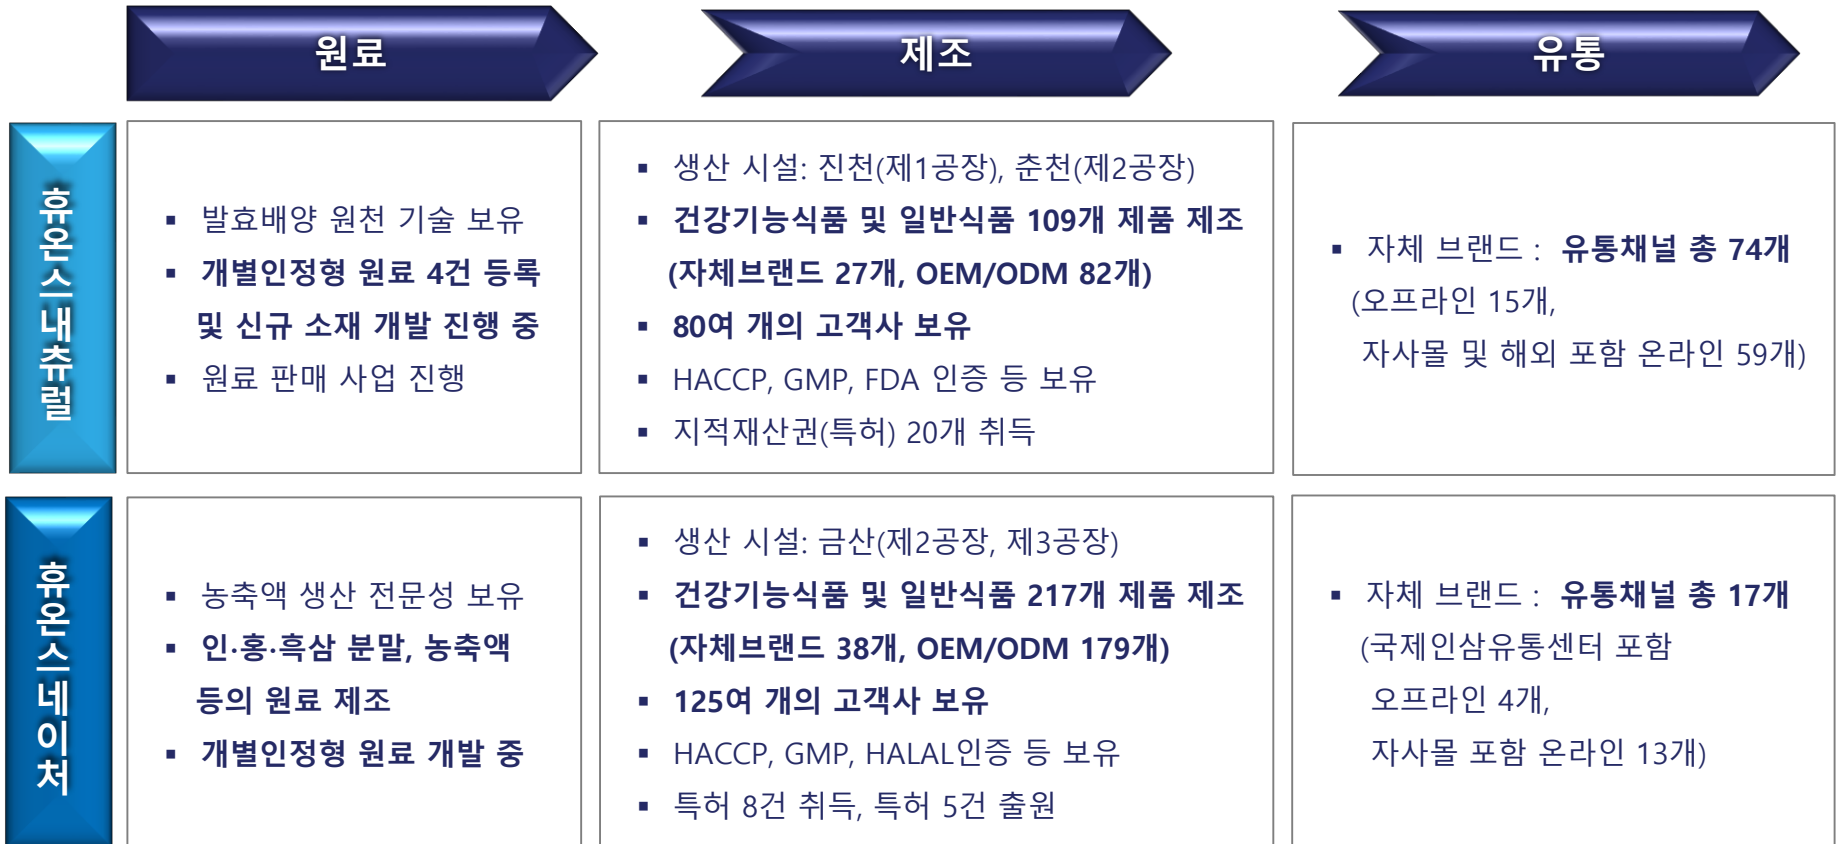 원료
제조
유통
휴온스내츄럴
▪ 발효배양 원천 기술 보유
▪ 개별인정형 원료 4건 등록
및 신규 소재 개발 진행 중
▪ 원료 판매 사업 진행
▪ 생산 시설: 진천(제1공장), 춘천(제2공장)
▪ 건강기능식품 및 일반식품 109개 제품 제조
(자체브랜드 27개, OEM/ODM 82개)
▪ 80여 개의 고객사 보유
▪ HACCP, GMP, FDA 인증 등 보유
▪ 지적재산권(특허) 20개 취득
▪ 자체 브랜드 : 유통채널 총 74개
(오프라인 15개,
자사몰 및 해외 포함 온라인 59개)
휴온스네이처
▪ 농축액 생산 전문성 보유
▪ 인·홍·흑삼 분말, 농축액
등의 원료 제조
▪ 개별인정형 원료 개발 중
▪ 생산 시설: 금산(제2공장, 제3공장)
▪ 건강기능식품 및 일반식품 217개 제품 제조
(자체브랜드 38개, OEM/ODM 179개)
▪ 125여 개의 고객사 보유
▪ HACCP, GMP, HALAL인증 등 보유
▪ 특허 8건 취득, 특허 5건 출원
▪ 자체 브랜드 : 유통채널 총 17개
(국제인삼유통센터 포함
오프라인 4개,
자사몰 포함 온라인 13개)